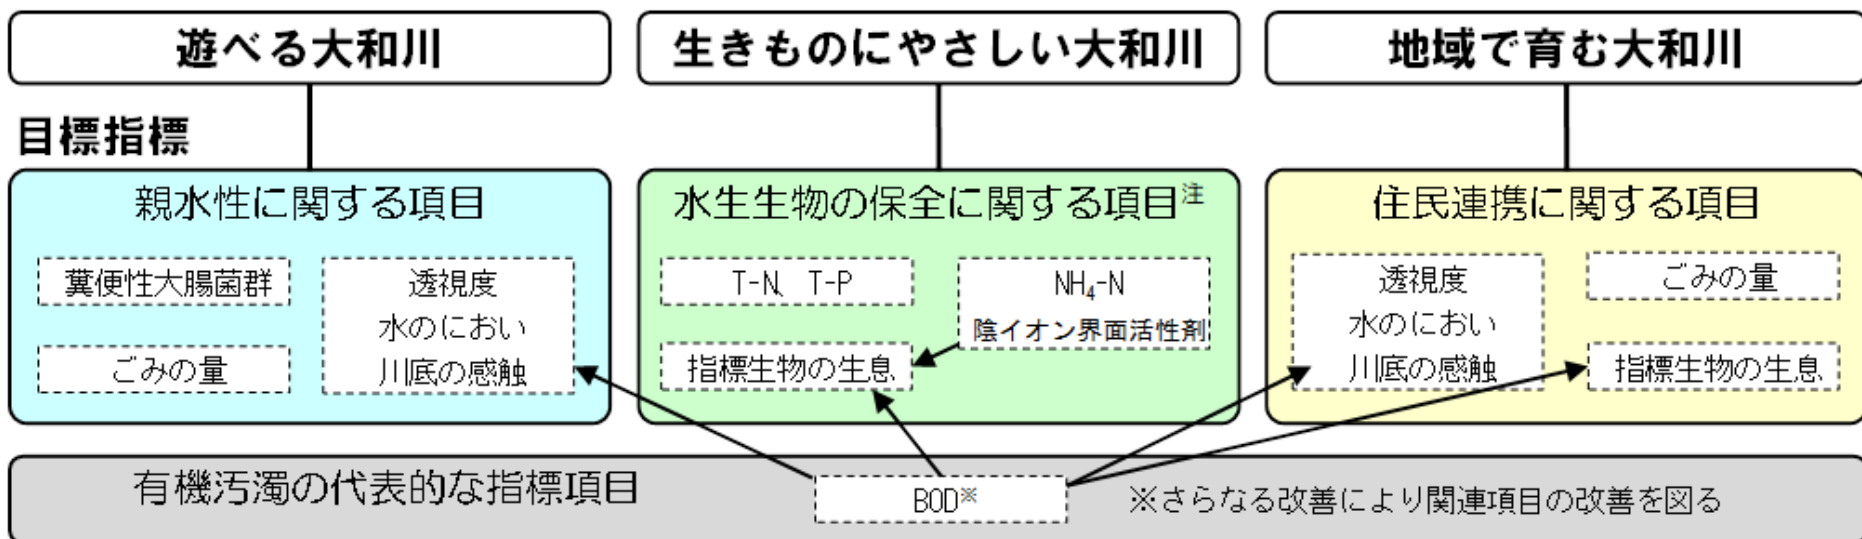 遊べる大和川
生きものにやさしい大和川
地域で育む大和川
目標指標
親水性に関する項目
糞便性大腸菌群
ごみの量
透視度
水のにおい
川底の感触
水生生物の保全に関する項目注
T-N、T-P
指標生物の生息
NH₄-N
陰イオン界面活性剤
住民連携に関する項目
透視度
水のにおい
川底の感触
ごみの量
指標生物の生息
有機汚濁の代表的な指標項目
BOD※
※さらなる改善により関連項目の改善を図る